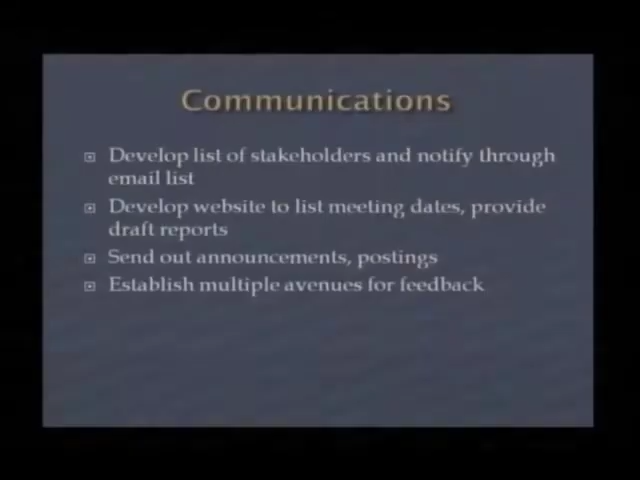 Communications
Develop list of stakeholders and notify through
email list
Develop website to list meeting dates, provide
draft reports
Send out announcements, postings
Establish multiple avenues for feedback